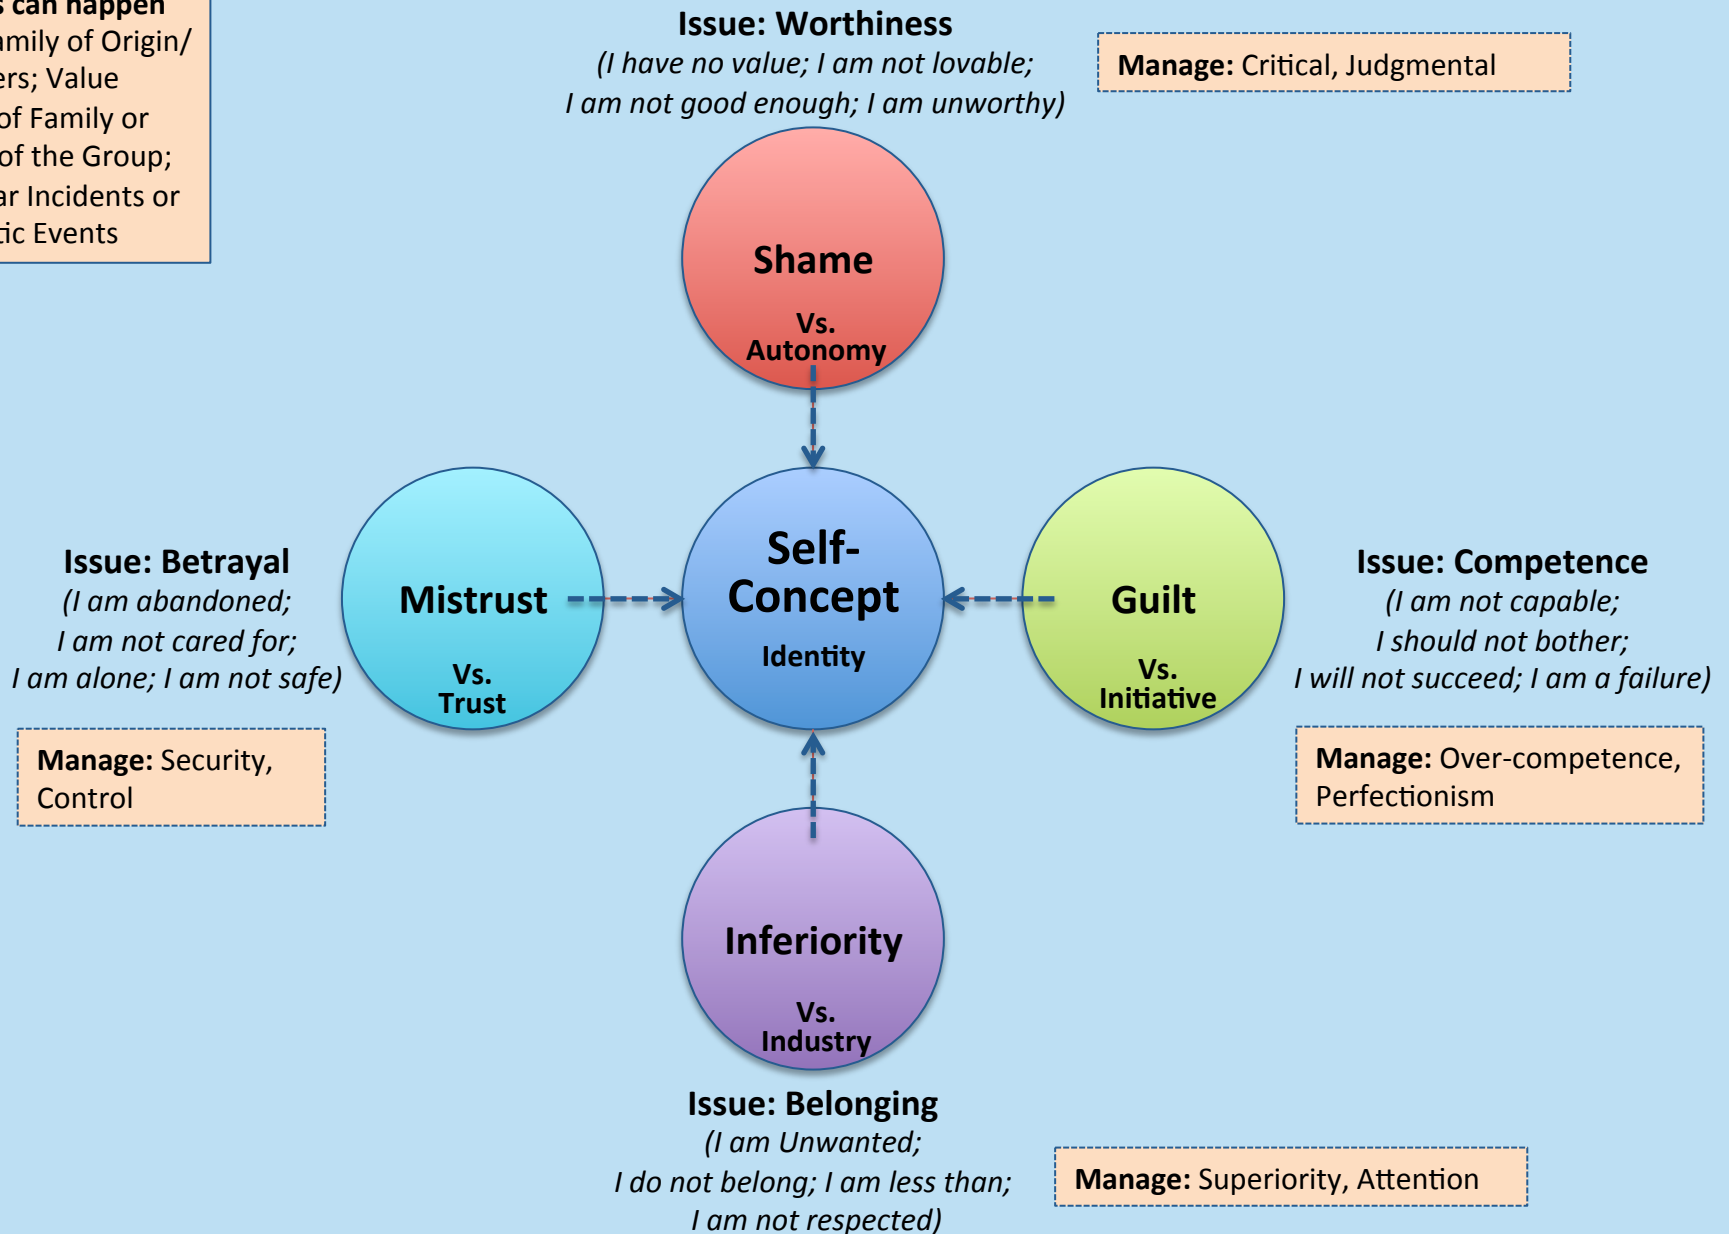 s can happen
amily of Origin/
ers; Value
of Family or
of the Group;
ar Incidents or
tic Events
Issue: Worthiness
(I have no value; I am not lovable;
I am not good enough; I am unworthy)
Manage: Critical, Judgmental
Shame
Vs.
Autonomy
Issue: Betrayal
(I am abandoned;
I am not cared for;
I am alone; I am not safe)
Manage: Security,
Control
Mistrust
Vs.
Trust
Self-
Concept
Identity
Guilt
Vs.
Initiative
Issue: Competence
(I am not capable;
I should not bother;
I will not succeed; I am a failure)
Manage: Over-competence,
Perfectionism
Inferiority
Vs.
Industry
Issue: Belonging
(I am Unwanted;
I do not belong; I am less than;
I am not respected)
Manage: Superiority, Attention